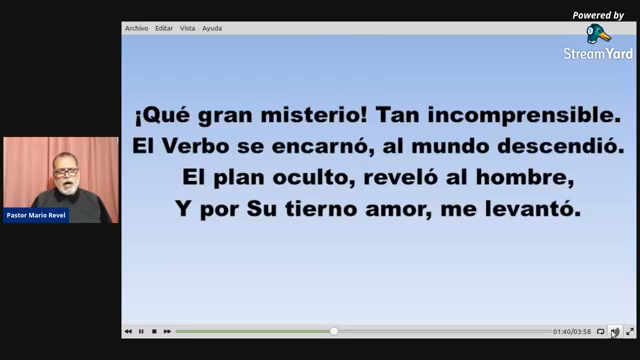 Powered by
StreamYard
Archivo Editar Vista Ayuda
¡Qué gran misterio! Tan incomprensible.
El Verbo se encarnó, al mundo descendió.
El plan oculto, reveló al hombre,
Y por Su tierno amor, me levantó.
Pastor Mario Revel
01:40/03:58